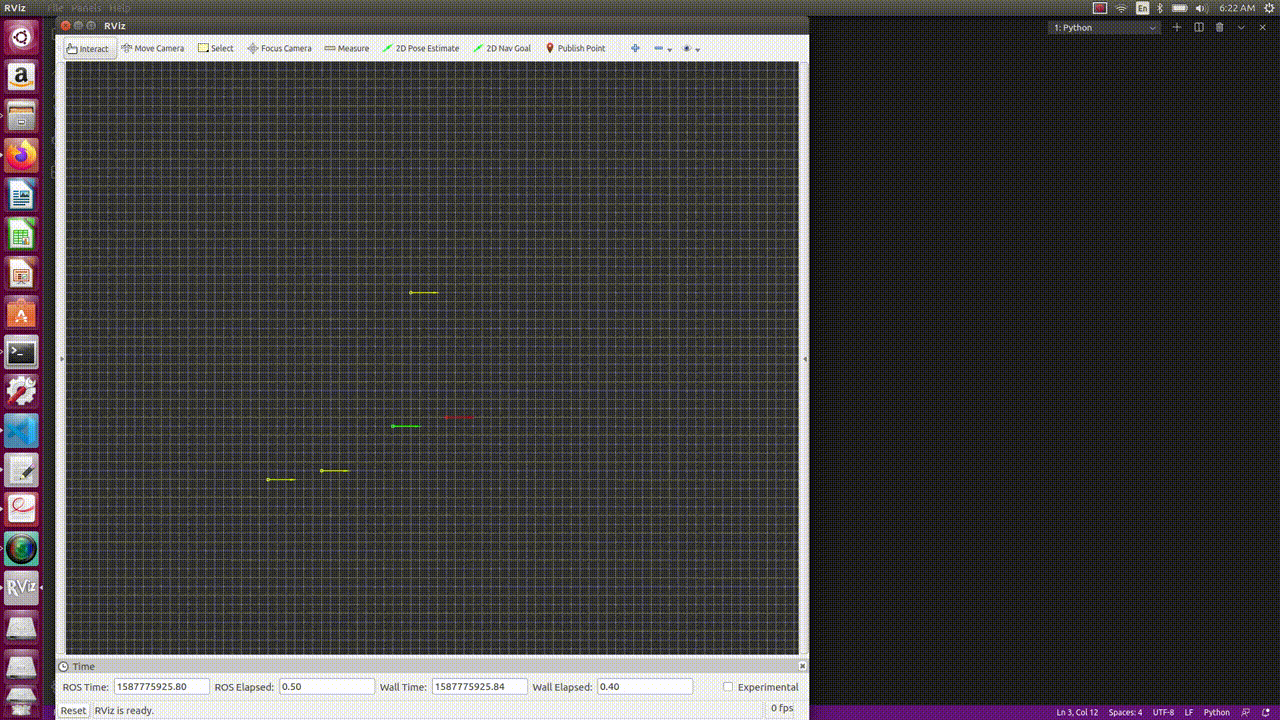 RViz File Panels Help En 6:22 AM
RViz
1: Python
Interact Move Camera Select Focus Camera Measure 2D Pose Estimate 2D Nav Goal Publish Point
Time
ROS Time: 1587775925.80 ROS Elapsed: 0.50 Wall Time: 1587775925.84 Wall Elapsed: 0.40 Experimental
Reset RViz is ready. 0 fps
RViz
Ln 3, Col 12 Spaces: 4 UTF-8 LF Python